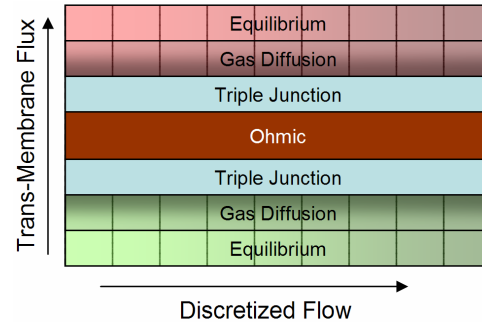 Trans-Membrane Flux
Equilibrium
Gas Diffusion
Triple Junction
Ohmic
Triple Junction
Gas Diffusion
Equilibrium
Discretized Flow